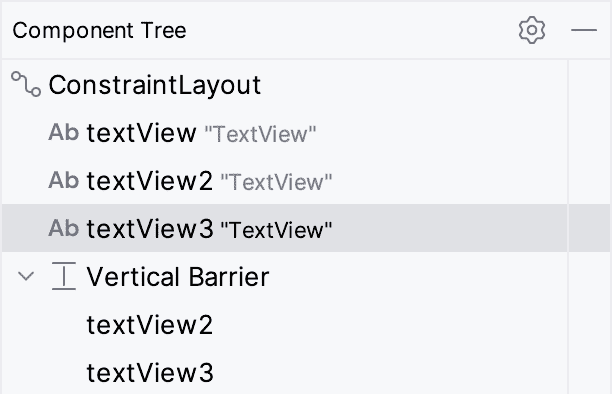 Component Tree
ConstraintLayout
Ab textView "TextView"
Ab textView2 "TextView"
Ab textView3 "TextView"
Vertical Barrier
textView2
textView3